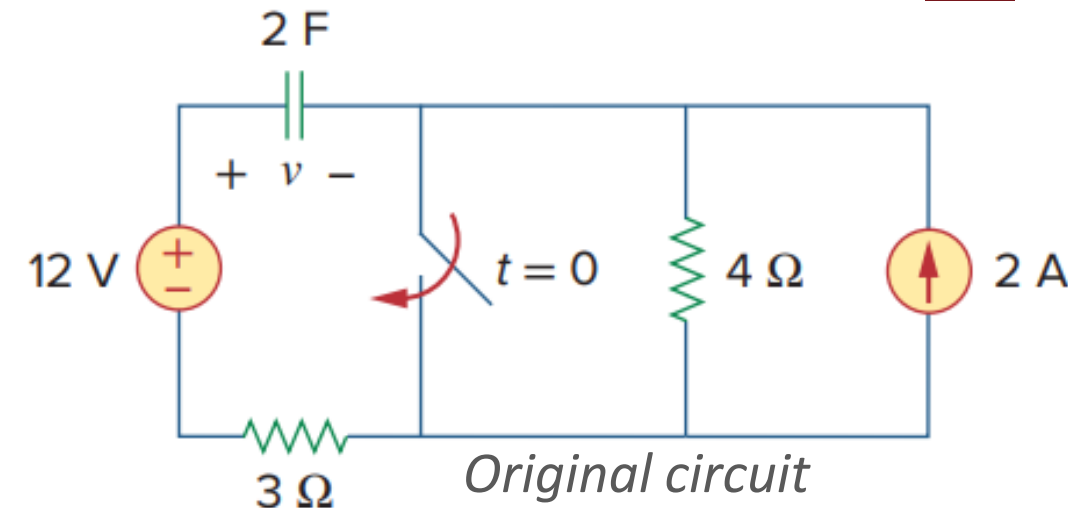 2 F
+ v −
12 V
+
−
t = 0
4 Ω
2 A
3 Ω
Original circuit